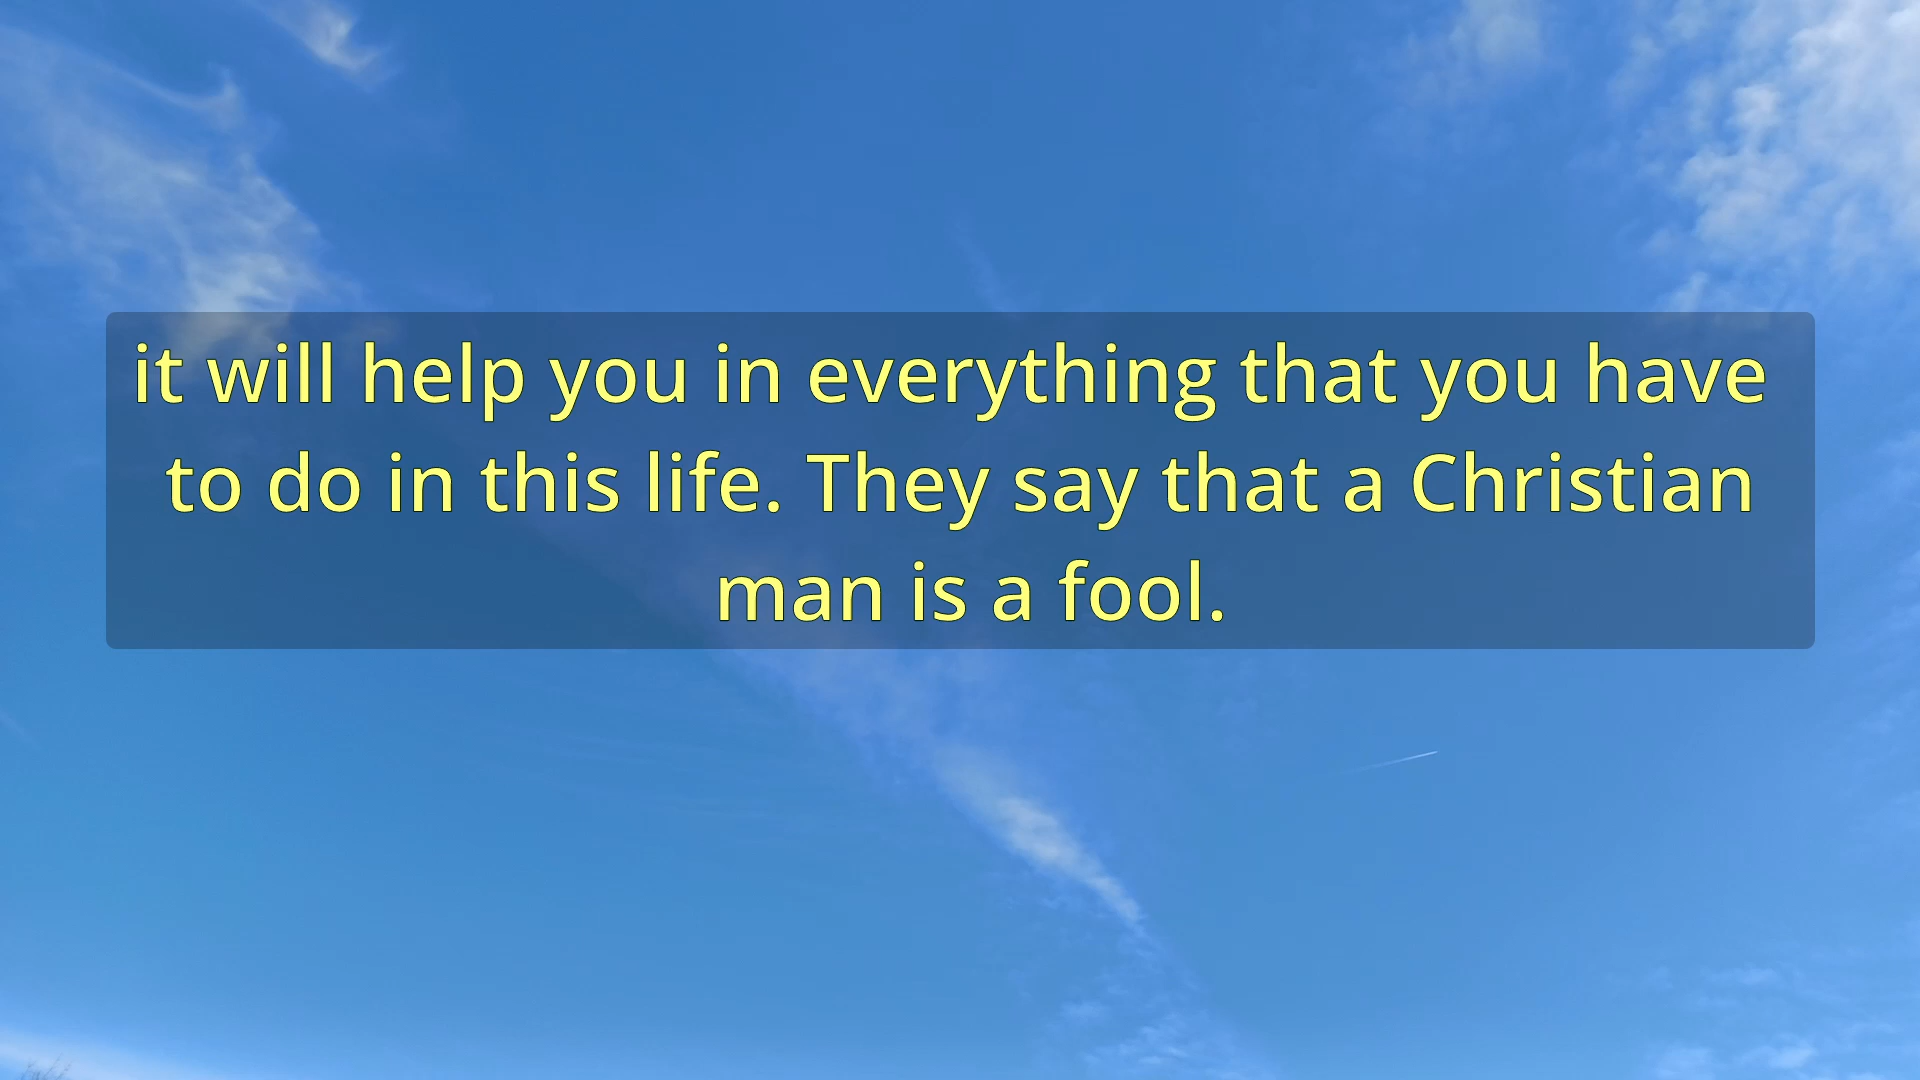 it will help you in everything that you have
to do in this life. They say that a Christian
man is a fool.